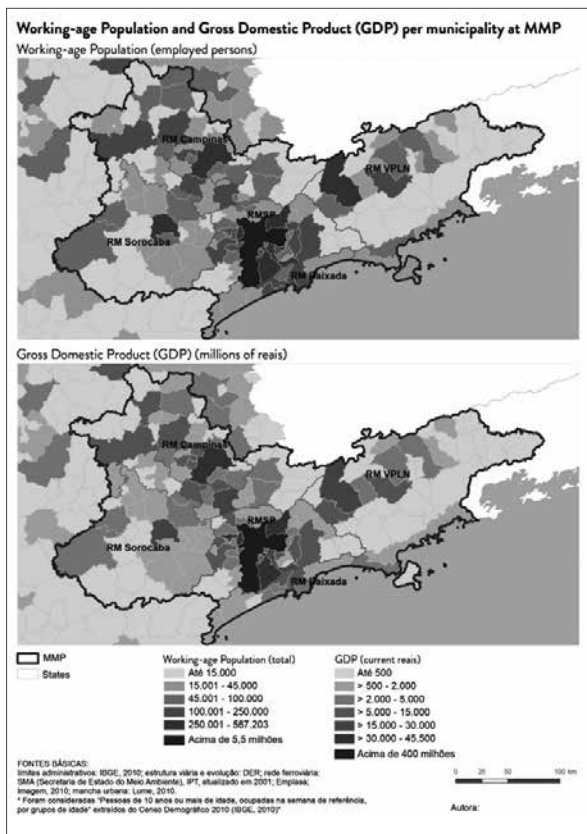 Working-age Population and Gross Domestic Product (GDP) per municipality at MMP
Working-age Population (employed persons)
RM Campinas
RM VPLN
RMSP
RM Sorocaba
RM Baixada
Gross Domestic Product (GDP) (millions of reais)
RM Campinas
RM VPLN
RMSP
RM Sorocaba
RM Baixada
MMP
States
Working-age Population (total)
Até 15.000
15.001 - 45.000
45.001 - 100.000
100.001 - 250.000
250.001 - 567.203
Acima de 5,5 milhões
GDP (current reais)
Até 500
> 500 - 2.000
> 2.000 - 5.000
> 5.000 - 15.000
> 15.000 - 30.000
> 30.000 - 45.500
Acima de 400 milhões
FONTES BÁSICAS:
limites administrativos: IBGE, 2010; estrutura viária e evolução: DER; rede ferroviária:
SMA (Secretaria de Estado do Meio Ambiente), IPT, atualizado em 2001; Emplasa;
Imagem, 2010; mancha urbana: Lume, 2010.
* Foram consideradas "Pessoas de 10 anos ou mais de idade, ocupadas na semana de referência,
por grupos de idade" extraídos do Censo Demográfico 2010 (IBGE, 2010)"
0 25 50 100 km
Autora: